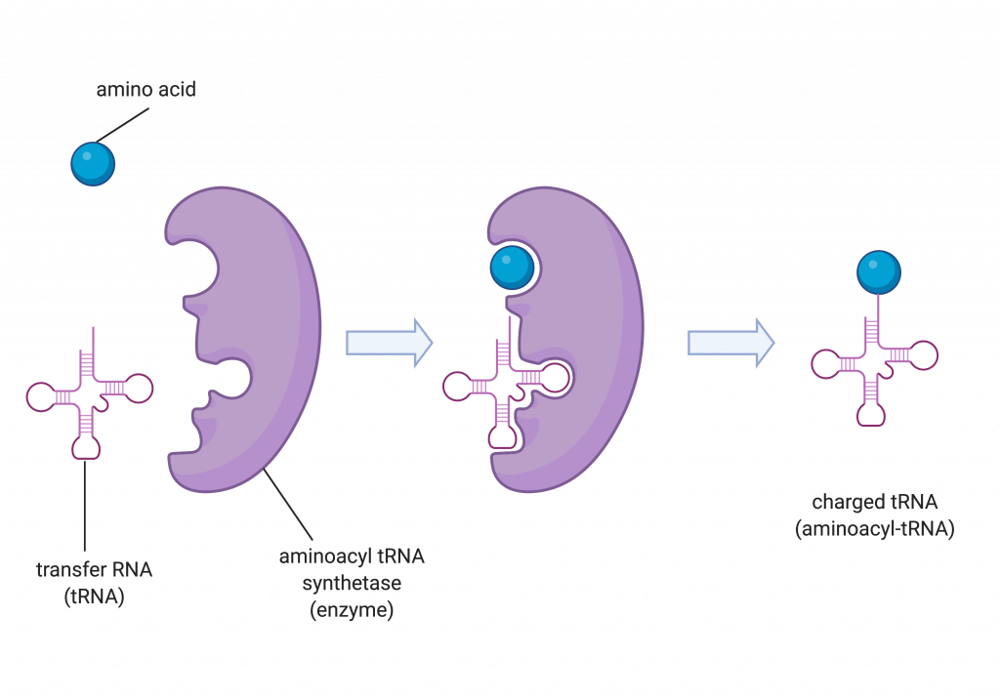 amino acid
transfer RNA
(tRNA)
aminoacyl tRNA
synthetase
(enzyme)
charged tRNA
(aminoacyl-tRNA)